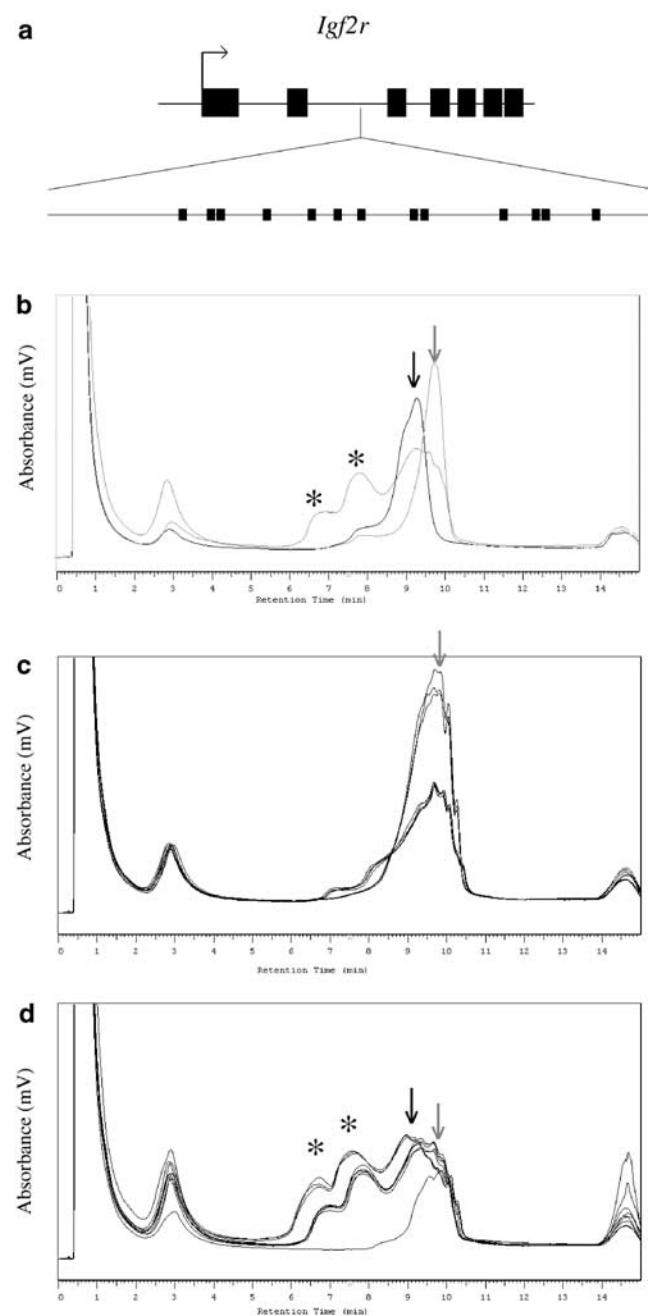 a
Igf2r
b
Absorbance (mV)
*
*
0 1 2 3 4 5 6 7 8 9 10 11 12 13 14
Retention Time (min)
c
Absorbance (mV)
0 1 2 3 4 5 6 7 8 9 10 11 12 13 14
Retention Time (min)
d
Absorbance (mV)
*
*
0 1 2 3 4 5 6 7 8 9 10 11 12 13 14
Retention Time (min)